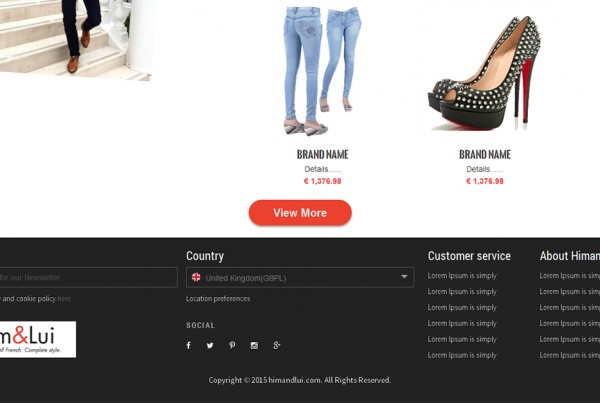 BRAND NAME
Details......
€ 1,376.98
BRAND NAME
Details......
€ 1,376.98
View More
for our Newsletter
and cookie policy here
m&Lui
French. Complete style.
Country
United Kingdom(GBPL)
Location preferences
SOCIAL
Customer service
Lorem Ipsum is simply
Lorem Ipsum is simply
Lorem Ipsum is simply
Lorem Ipsum is simply
Lorem Ipsum is simply
Lorem Ipsum is simply
About Himan
Lorem Ipsum is simply
Lorem Ipsum is simply
Lorem Ipsum is simply
Lorem Ipsum is simply
Lorem Ipsum is simply
Lorem Ipsum is simply
Copyright © 2015 himandlui.com. All Rights Reserved.